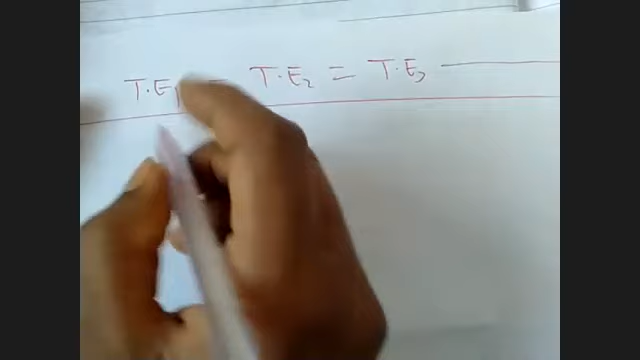 T.E₁ = T.E₂ = T.E₃